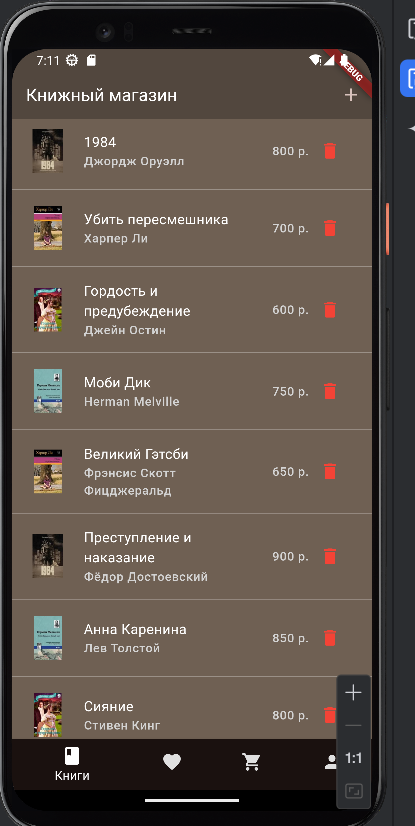 7:11
DEBUG
Книжный магазин
1984
Джордж Оруэлл
800 р.
1984
Убить пересмешника
Харпер Ли
700 р.
Гордость и
предубеждение
Джейн Остин
600 р.
Моби Дик
Herman Melville
750 р.
Великий Гэтсби
Фрэнсис Скотт
Фицджеральд
650 р.
Преступление и
наказание
Фёдор Достоевский
900 р.
1984
Анна Каренина
Лев Толстой
850 р.
Сияние
Стивен Кинг
800 р.
1:1
Книги